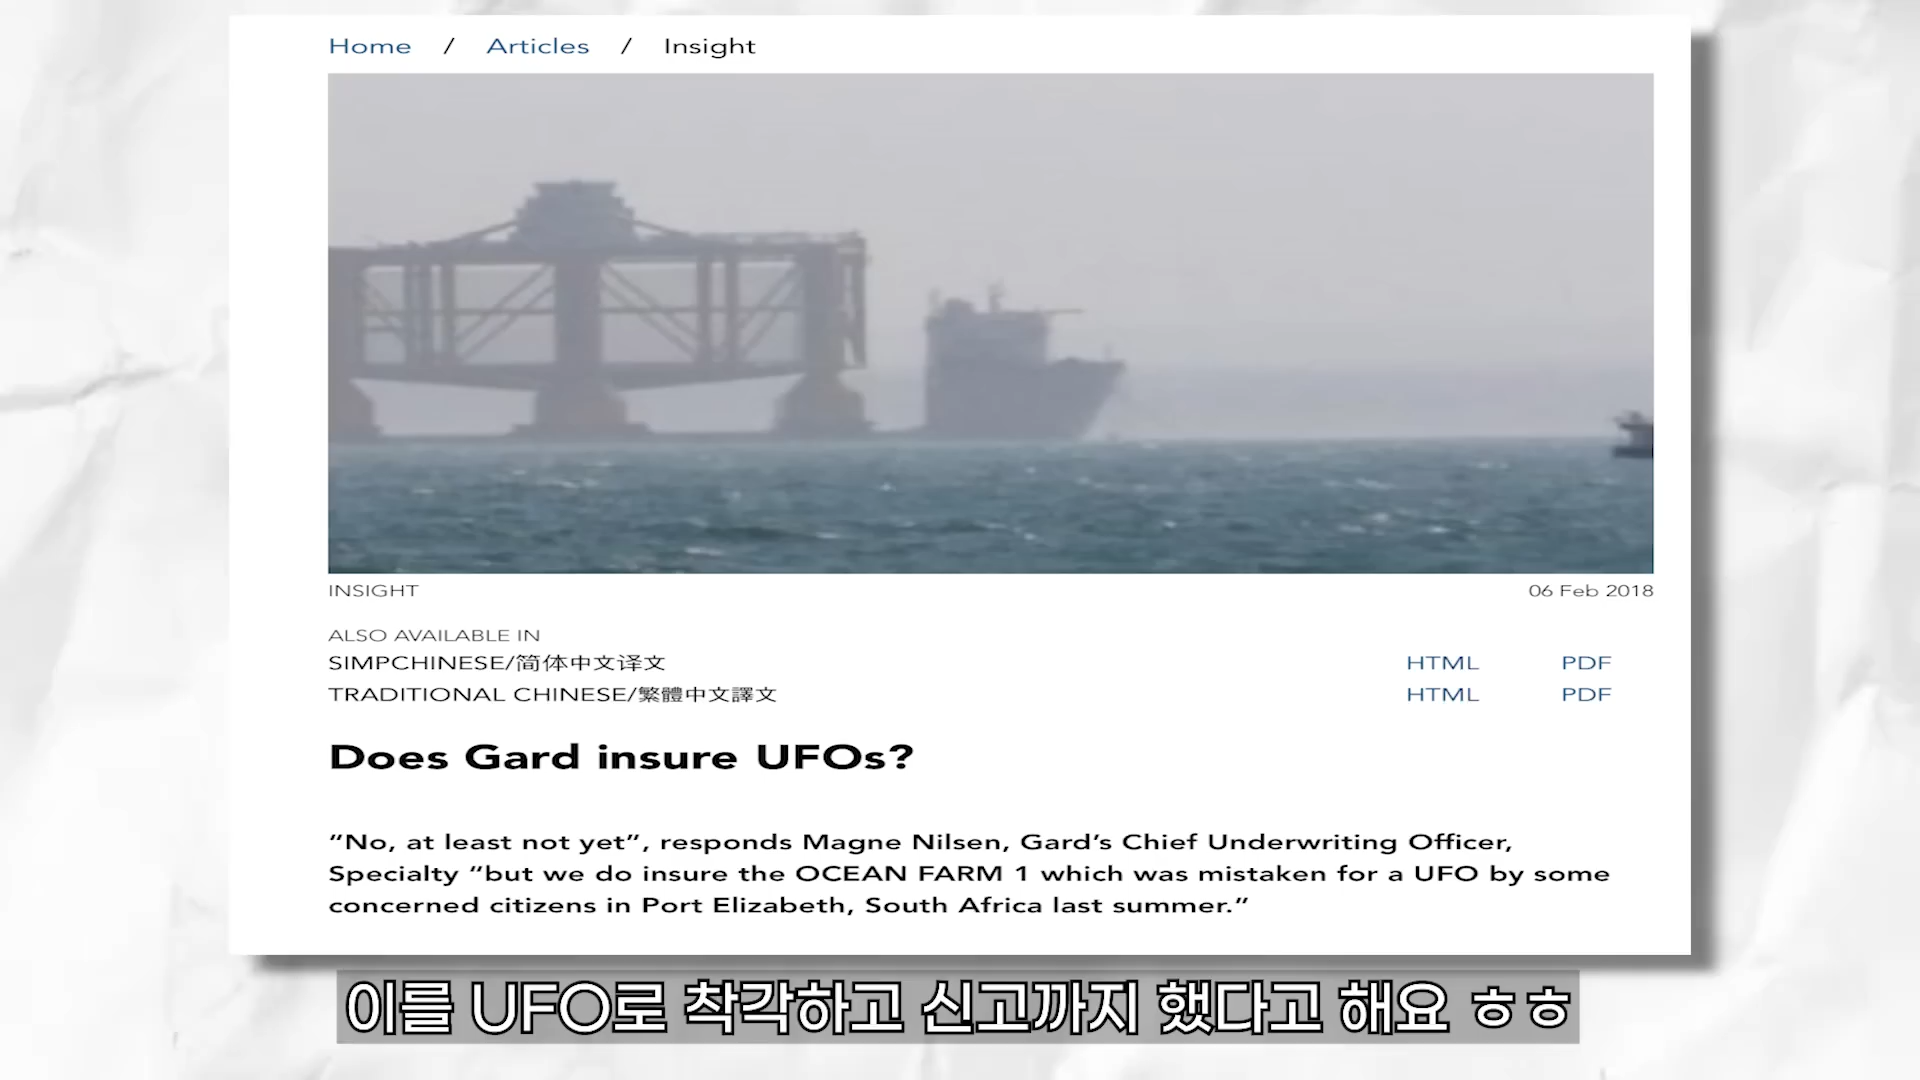 Home / Articles / Insight
INSIGHT 06 Feb 2018
ALSO AVAILABLE IN
SIMPCHINESE/简体中文译文 HTML PDF
TRADITIONAL CHINESE/繁體中文譯文 HTML PDF
Does Gard insure UFOs?
“No, at least not yet”, responds Magne Nilsen, Gard’s Chief Underwriting Officer,
Specialty “but we do insure the OCEAN FARM 1 which was mistaken for a UFO by some
concerned citizens in Port Elizabeth, South Africa last summer.”
이를 UFO로 착각하고 신고까지 했다고 해요 ㅎㅎ